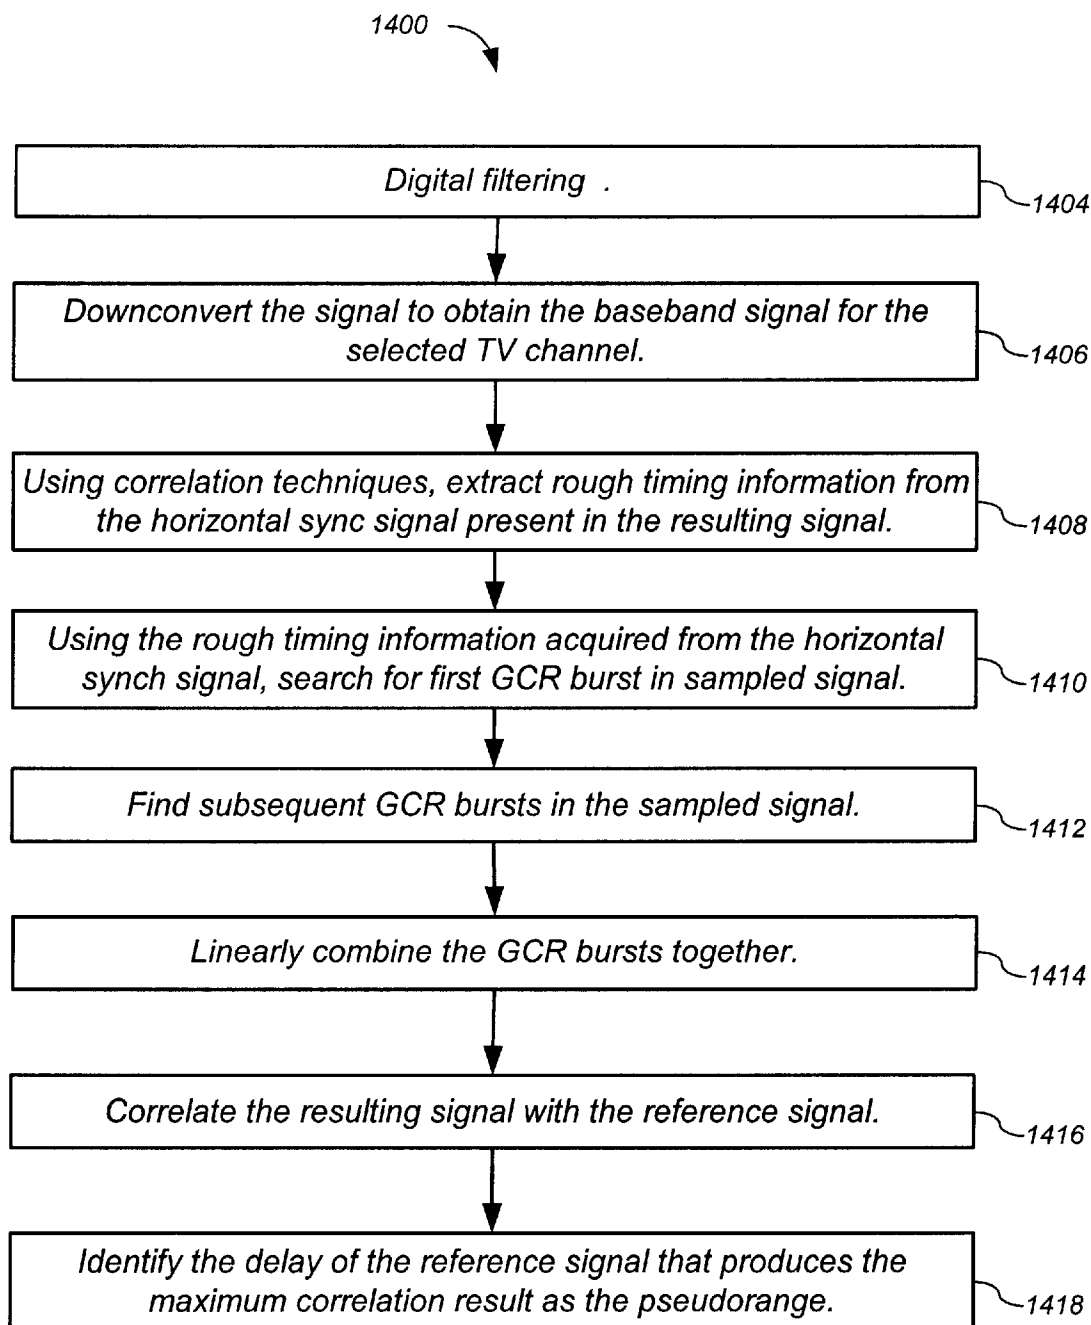 1400
Digital filtering .
1404
Downconvert the signal to obtain the baseband signal for the
selected TV channel.
1406
Using correlation techniques, extract rough timing information from
the horizontal sync signal present in the resulting signal.
1408
Using the rough timing information acquired from the horizontal
synch signal, search for first GCR burst in sampled signal.
1410
Find subsequent GCR bursts in the sampled signal.
1412
Linearly combine the GCR bursts together.
1414
Correlate the resulting signal with the reference signal.
1416
Identify the delay of the reference signal that produces the
maximum correlation result as the pseudorange.
1418